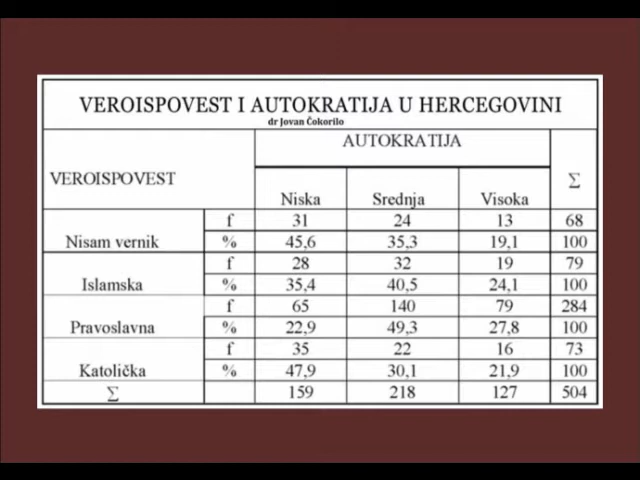 VEROISPOVEST I AUTOKRATIJA U HERCEGOVINI
dr Jovan Čokorilo
VEROISPOVEST
AUTOKRATIJA
Σ
Niska Srednja Visoka
Nisam vernik f 31 24 13 68
% 45,6 35,3 19,1 100
Islamska f 28 32 19 79
% 35,4 40,5 24,1 100
Pravoslavna f 65 140 79 284
% 22,9 49,3 27,8 100
Katolička f 35 22 16 73
% 47,9 30,1 21,9 100
Σ 159 218 127 504